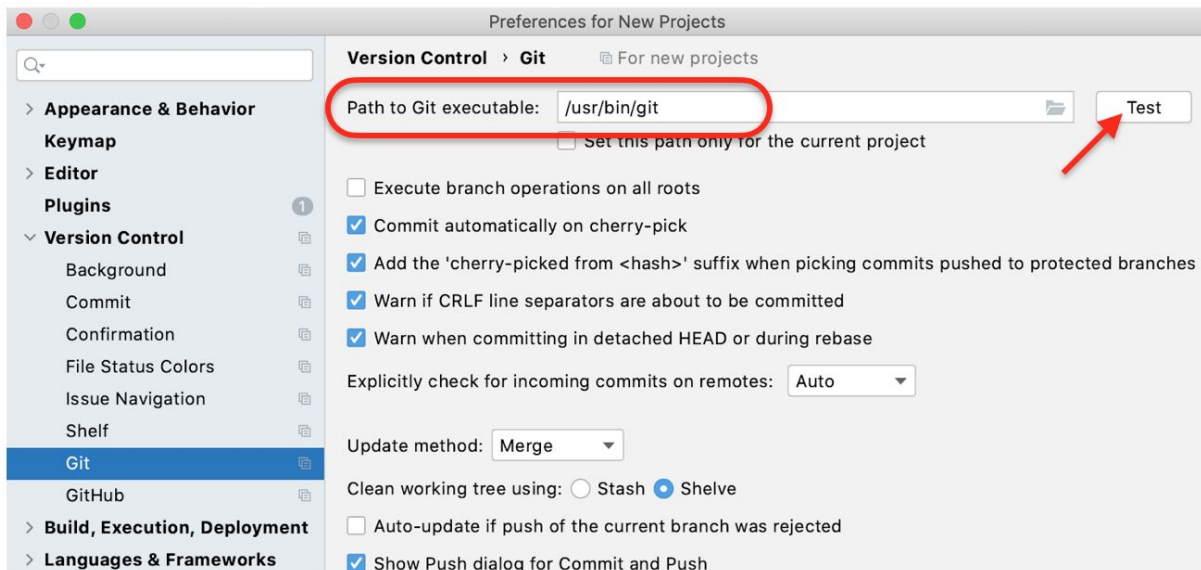 Preferences for New Projects
Version Control › Git For new projects
Path to Git executable: /usr/bin/git Test
Set this path only for the current project
Execute branch operations on all roots
Commit automatically on cherry-pick
Add the 'cherry-picked from <hash>' suffix when picking commits pushed to protected branches
Warn if CRLF line separators are about to be committed
Warn when committing in detached HEAD or during rebase
Explicitly check for incoming commits on remotes: Auto
Update method: Merge
Clean working tree using: Stash Shelve
Auto-update if push of the current branch was rejected
Show Push dialog for Commit and Push
Appearance & Behavior
Keymap
Editor
Plugins 1
Version Control
Background
Commit
Confirmation
File Status Colors
Issue Navigation
Shelf
Git
GitHub
Build, Execution, Deployment
Languages & Frameworks